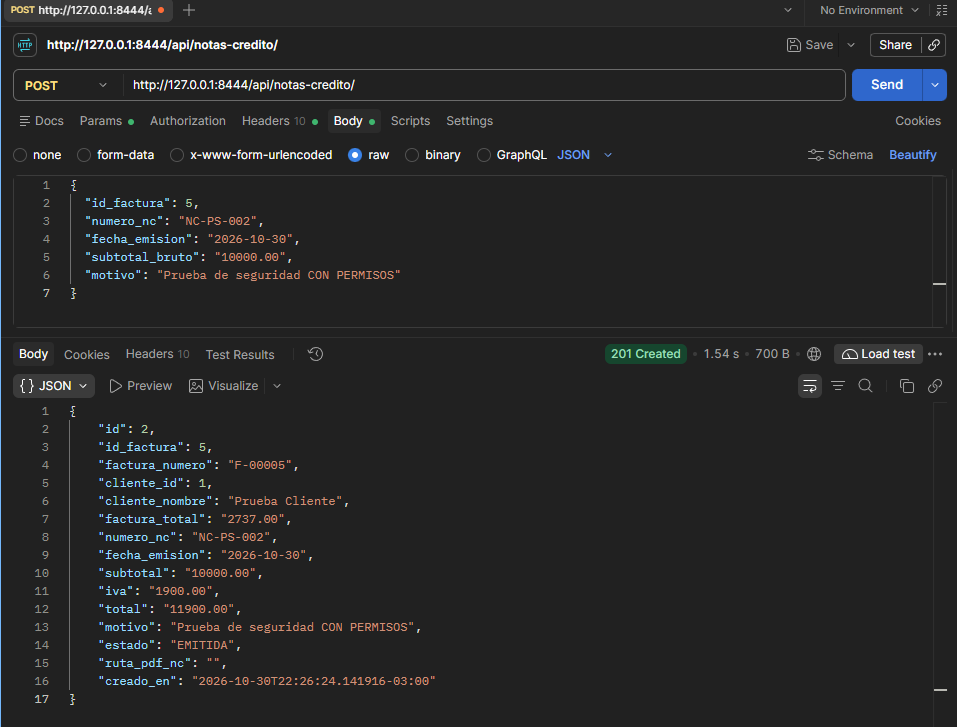 POST http://127.0.0.1:8444/a
No Environment
HTTP http://127.0.0.1:8444/api/notas-credito/
Save
Share
POST http://127.0.0.1:8444/api/notas-credito/
Send
Docs Params Authorization Headers 10 Body Scripts Settings Cookies
none form-data x-www-form-urlencoded raw binary GraphQL JSON Schema Beautify
1 {
2 "id_factura": 5,
3 "numero_nc": "NC-PS-002",
4 "fecha_emision": "2026-10-30",
5 "subtotal_bruto": "10000.00",
6 "motivo": "Prueba de seguridad CON PERMISOS"
7 }
Body Cookies Headers 10 Test Results 201 Created 1.54 s 700 B Load test
{} JSON Preview Visualize
1 {
2 "id": 2,
3 "id_factura": 5,
4 "factura_numero": "F-00005",
5 "cliente_id": 1,
6 "cliente_nombre": "Prueba Cliente",
7 "factura_total": "2737.00",
8 "numero_nc": "NC-PS-002",
9 "fecha_emision": "2026-10-30",
10 "subtotal": "10000.00",
11 "iva": "1900.00",
12 "total": "11900.00",
13 "motivo": "Prueba de seguridad CON PERMISOS",
14 "estado": "EMITIDA",
15 "ruta_pdf_nc": "",
16 "creado_en": "2026-10-30T22:26:24.141916-03:00"
17 }